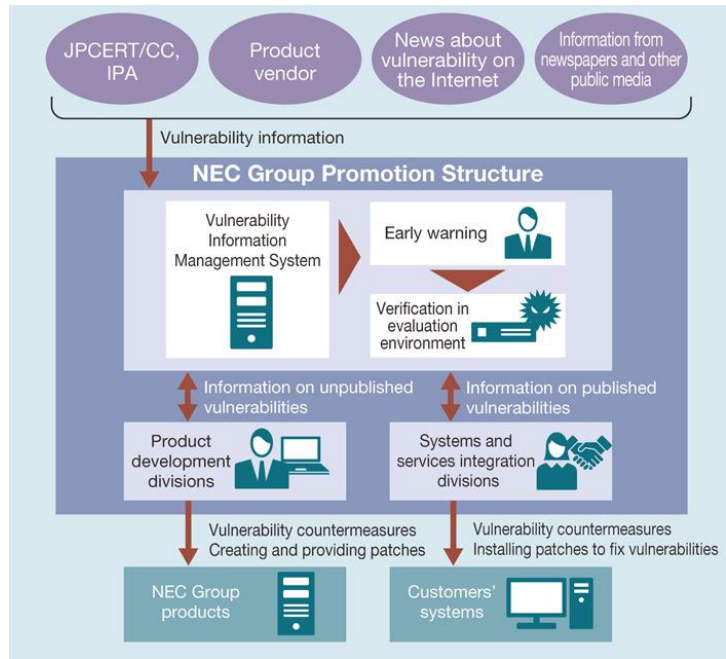 JPCERT/CC,
IPA
Product
vendor
News about
vulnerability on
the Internet
Information from
newspapers and other
public media
Vulnerability information
NEC Group Promotion Structure
Vulnerability
Information
Management System
Early warning
Verification in
evaluation
environment
Information on unpublished
vulnerabilities
Information on published
vulnerabilities
Product
development
divisions
Systems and
services integration
divisions
Vulnerability countermeasures
Creating and providing patches
Vulnerability countermeasures
Installing patches to fix vulnerabilities
NEC Group
products
Customers'
systems